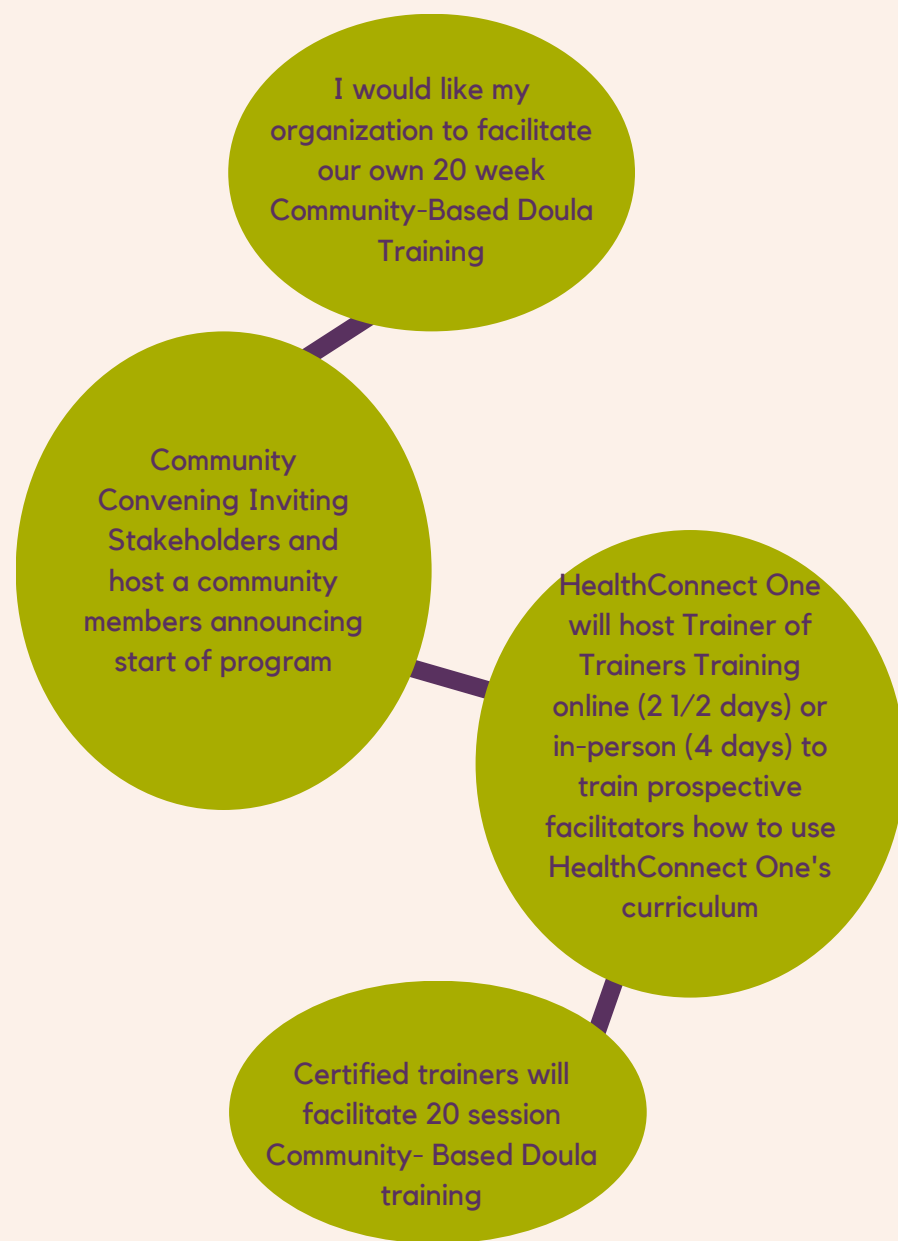 I would like my
organization to facilitate
our own 20 week
Community-Based Doula
Training
Community
Convening Inviting
Stakeholders and
host a community
members announcing
start of program
HealthConnect One
will host Trainer of
Trainers Training
online (2 1/2 days) or
in-person (4 days) to
train prospective
facilitators how to use
HealthConnect One's
curriculum
Certified trainers will
facilitate 20 session
Community- Based Doula
training